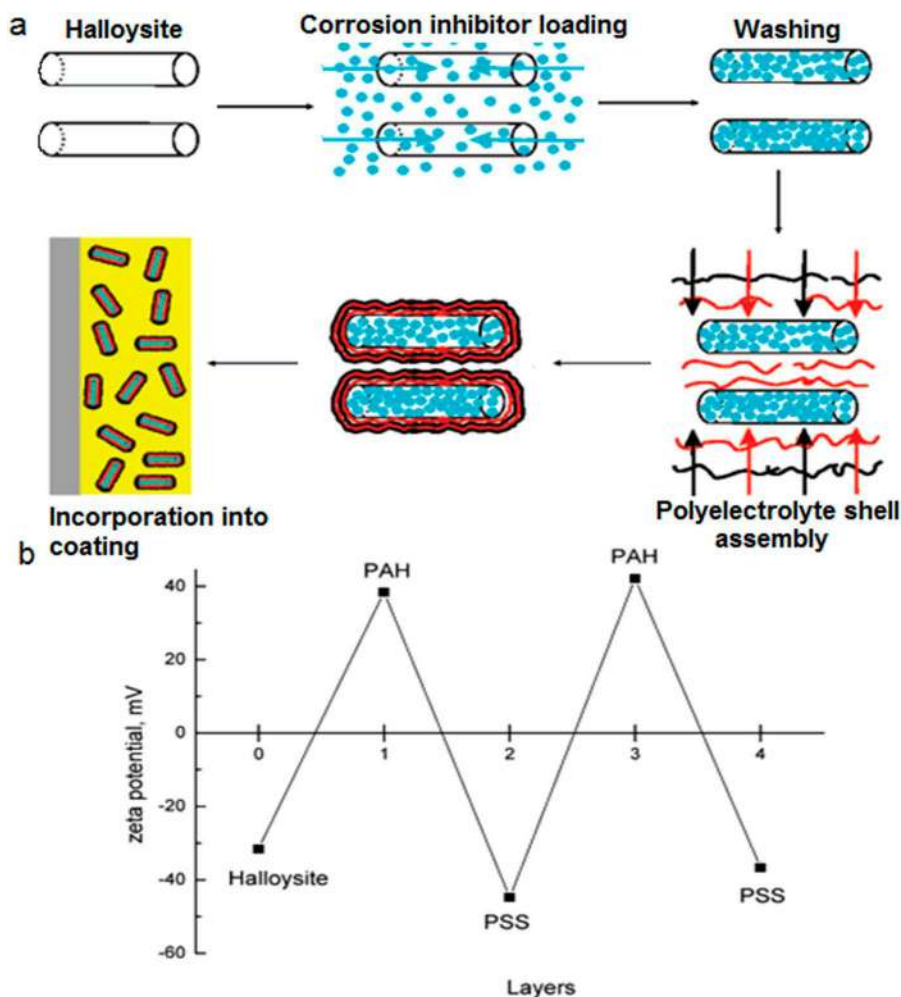 a
Halloysite
Corrosion inhibitor loading
Washing
Incorporation into
coating
Polyelectrolyte shell
assembly
b
PAH
PAH
40
20
0
-20
-40
-60
zeta potential, mV
0
1
2
3
4
Halloysite
PSS
PSS
Layers